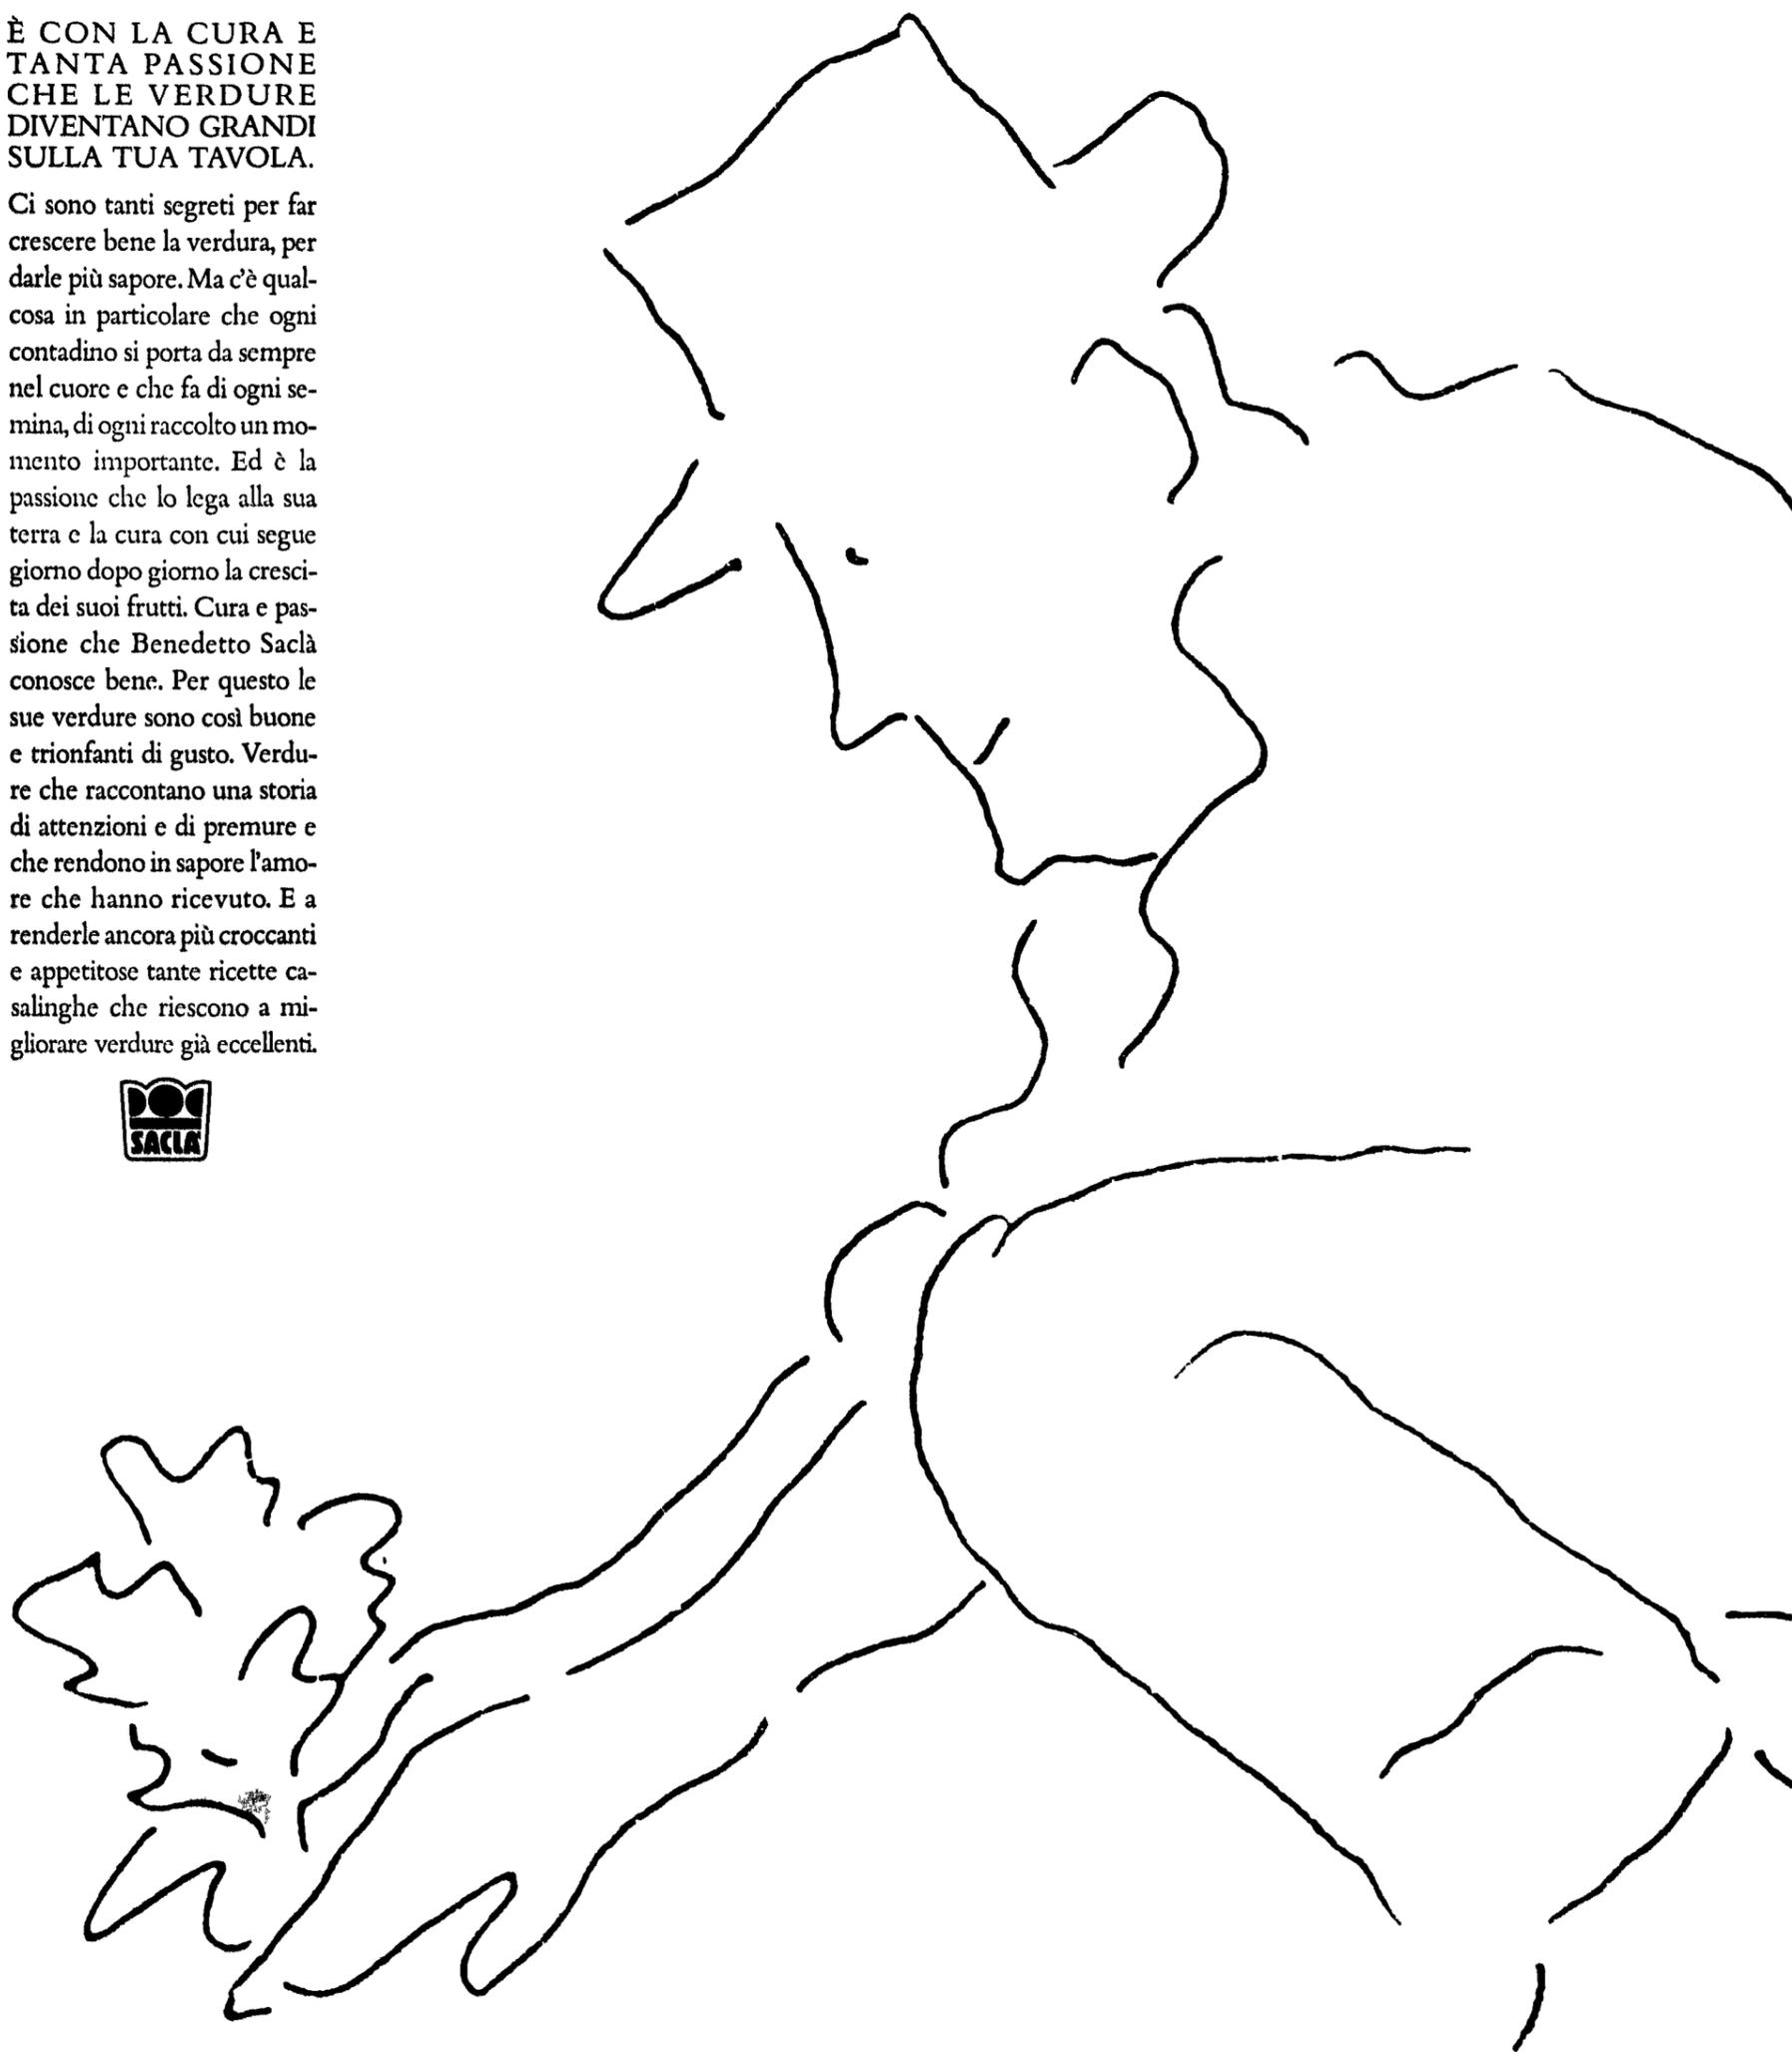 È CON LA CURA E
TANTA PASSIONE
CHE LE VERDURE
DIVENTANO GRANDI
SULLA TUA TAVOLA.
Ci sono tanti segreti per far
crescere bene la verdura, per
darle più sapore. Ma c'è qual-
cosa in particolare che ogni
contadino si porta da sempre
nel cuore e che fa di ogni se-
mina, di ogni raccolto un mo-
mento importante. Ed è la
passione che lo lega alla sua
terra e la cura con cui segue
giorno dopo giorno la cresci-
ta dei suoi frutti. Cura e pas-
sione che Benedetto Saclà
conosce bene. Per questo le
sue verdure sono così buone
e trionfanti di gusto. Verdu-
re che raccontano una storia
di attenzioni e di premure e
che rendono in sapore l'amo-
re che hanno ricevuto. E a
renderle ancora più croccanti
e appetitose tante ricette ca-
salinghe che riescono a mi-
gliorare verdure già eccellenti.
SACLÀ